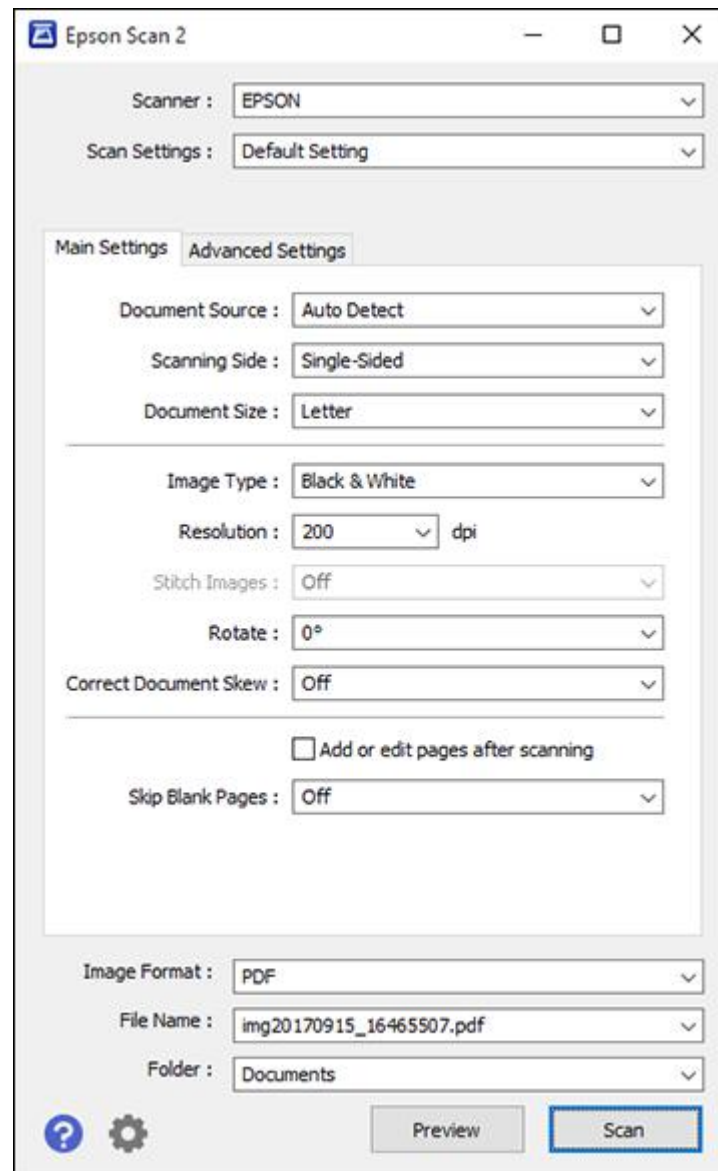 Epson Scan 2
Scanner : EPSON
Scan Settings : Default Setting
Main Settings Advanced Settings
Document Source : Auto Detect
Scanning Side : Single-Sided
Document Size : Letter
Image Type : Black & White
Resolution : 200 dpi
Stitch Images : Off
Rotate : 0°
Correct Document Skew : Off
Add or edit pages after scanning
Skip Blank Pages : Off
Image Format : PDF
File Name : img20170915_16465507.pdf
Folder : Documents
? Preview Scan